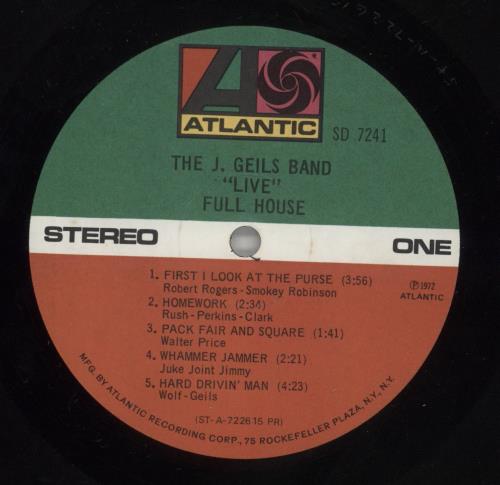 ATLANTIC
SD 7241
THE J. GEILS BAND
"LIVE"
FULL HOUSE
STEREO ONE
1. FIRST I LOOK AT THE PURSE (3:56)
Robert Rogers - Smokey Robinson
2. HOMEWORK (2:34)
Rush - Perkins - Clark
3. PACK FAIR AND SQUARE (1:41)
Walter Price
4. WHAMMER JAMMER (2:21)
Juke Joint Jimmy
5. HARD DRIVIN' MAN (4:23)
Wolf - Geils
℗ 1972
ATLANTIC
(ST-A-722615 PR)
MFG. BY ATLANTIC RECORDING CORP., 75 ROCKEFELLER PLAZA, N.Y., N.Y.